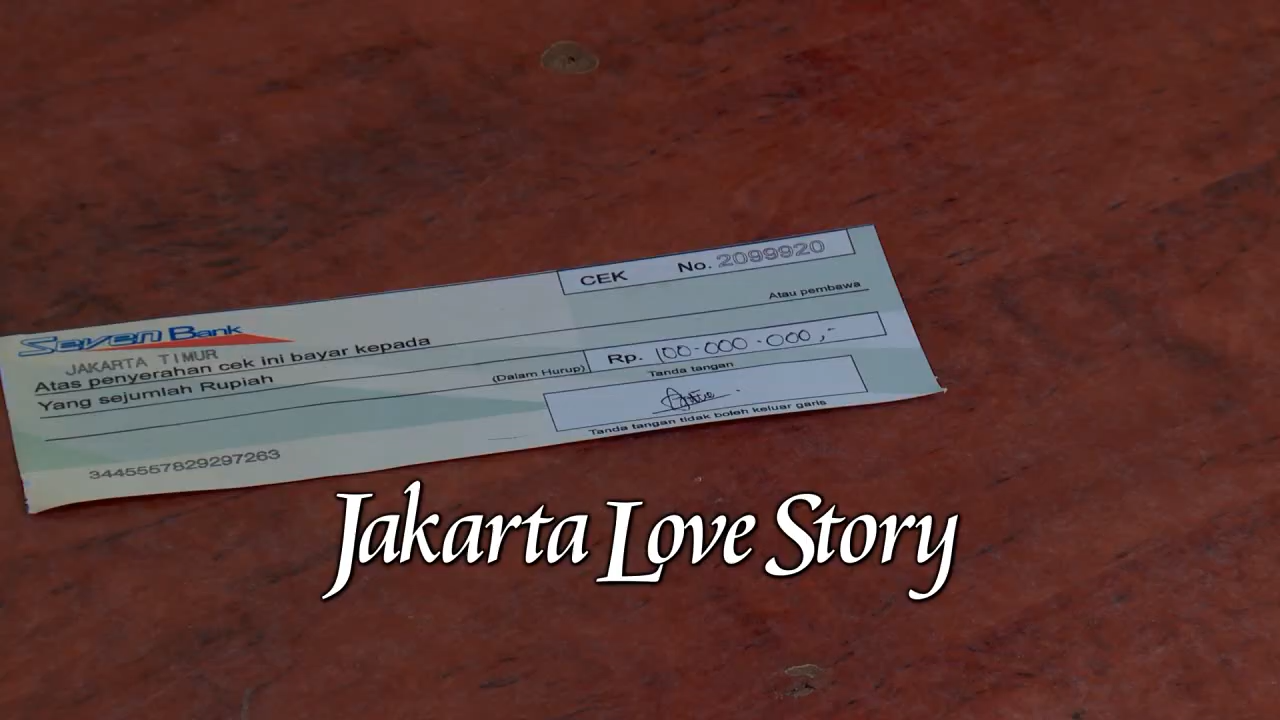 CEK No. 2099920
Atau pembawa
Seven Bank
JAKARTA TIMUR
Atas penyerahan cek ini bayar kepada
Yang sejumlah Rupiah
(Dalam Hurup)
Rp. 100-000-000,-
Tanda tangan
Tanda tangan tidak boleh keluar garis
3445557829297263
Jakarta Love Story